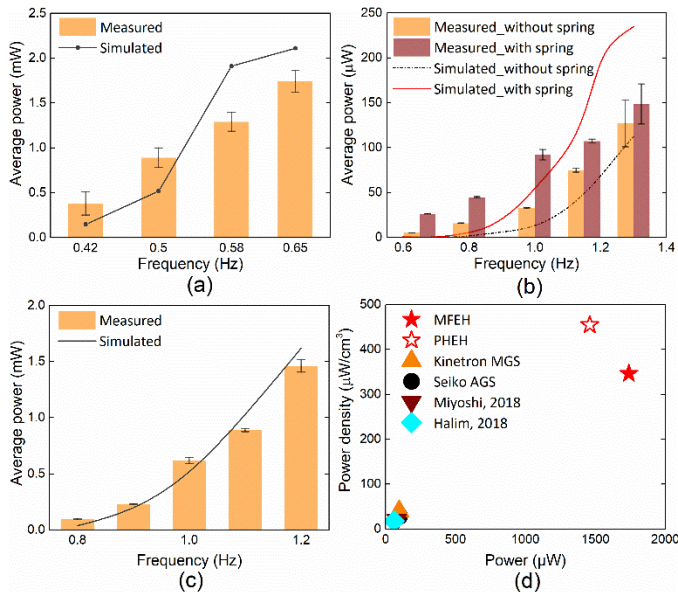 Average power (mW)
2.5
2.0
1.5
1.0
0.5
0.0
Measured
Simulated
0.42 0.5 0.58 0.65
Frequency (Hz)
(a)
Average power (µW)
250
200
150
100
50
0
Measured_without spring
Measured_with spring
Simulated_without spring
Simulated_with spring
0.6 0.8 1.0 1.2 1.4
Frequency (Hz)
(b)
Average power (mW)
2.0
1.5
1.0
0.5
0.0
Measured
Simulated
0.8 1.0 1.2
Frequency (Hz)
(c)
Power density (µW/cm³)
500
400
300
200
100
0
MFEH
PHEH
Kinetron MGS
Seiko AGS
Miyoshi, 2018
Halim, 2018
0 500 1000 1500 2000
Power (µW)
(d)